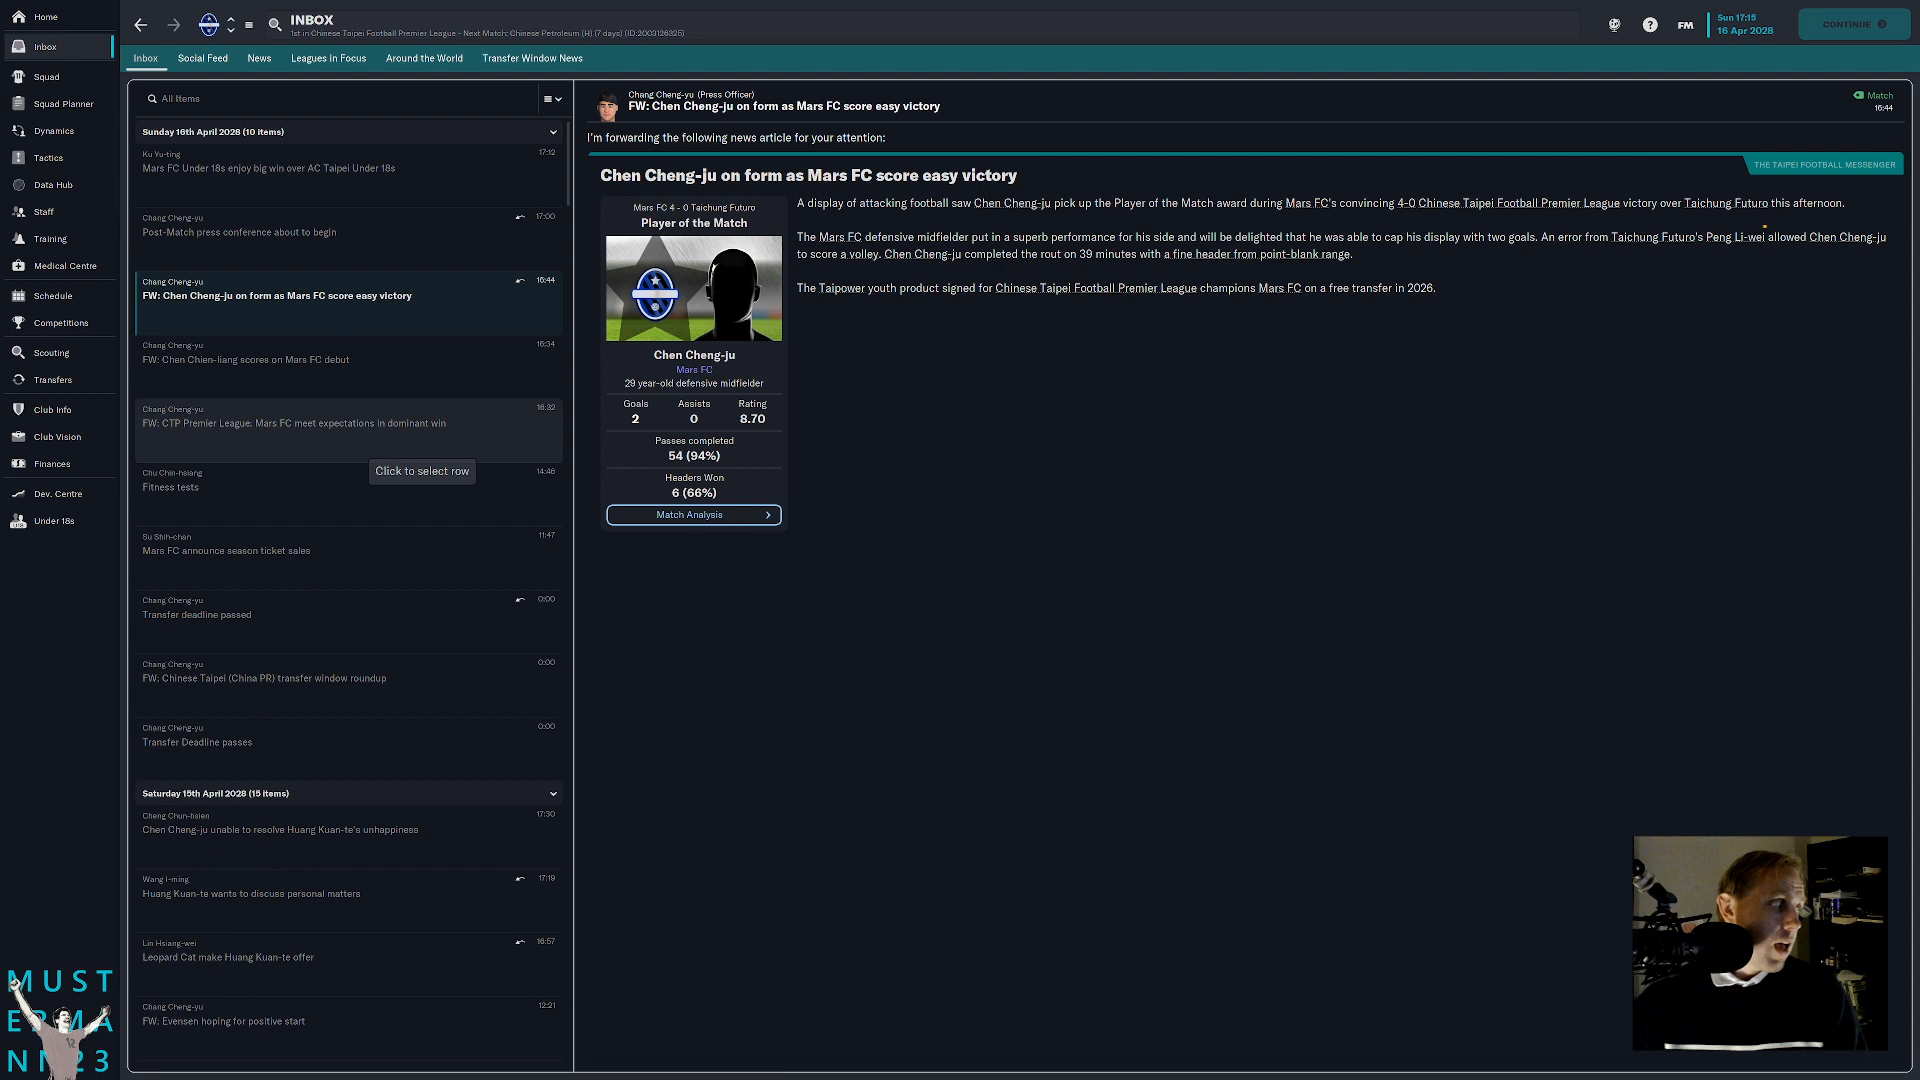 Home
Inbox
Squad
Squad Planner
Dynamics
Tactics
Data Hub
Staff
Training
Medical Centre
Schedule
Competitions
Scouting
Transfers
Club Info
Club Vision
Finances
Dev. Centre
Under 18s
MUST
ERMA
NN23
INBOX
1st in Chinese Taipei Football Premier League - Next Match: Chinese Petroleum (H) (7 days) (ID:2003126325)
FM
Sun 17:15
16 Apr 2028
CONTINUE
Inbox Social Feed News Leagues in Focus Around the World Transfer Window News
All Items
Sunday 16th April 2028 (10 items)
Ku Yu-ting 17:12
Mars FC Under 18s enjoy big win over AC Taipei Under 18s
Chang Cheng-yu 17:00
Post-Match press conference about to begin
Chang Cheng-yu 16:44
FW: Chen Cheng-ju on form as Mars FC score easy victory
Chang Cheng-yu 16:34
FW: Chen Chien-liang scores on Mars FC debut
Chang Cheng-yu 16:32
FW: CTP Premier League: Mars FC meet expectations in dominant win
Click to select row
Chu Chin-hsiang 14:46
Fitness tests
Su Shih-chan 11:47
Mars FC announce season ticket sales
Chang Cheng-yu 0:00
Transfer deadline passed
Chang Cheng-yu 0:00
FW: Chinese Taipei (China PR) transfer window roundup
Chang Cheng-yu 0:00
Transfer Deadline passes
Saturday 15th April 2028 (15 items)
Cheng Chun-hsien 17:30
Chen Cheng-ju unable to resolve Huang Kuan-te's unhappiness
Wang I-ming 17:19
Huang Kuan-te wants to discuss personal matters
Lin Hsiang-wei 16:57
Leopard Cat make Huang Kuan-te offer
Chang Cheng-yu 12:21
FW: Evensen hoping for positive start
Chang Cheng-yu (Press Officer)
FW: Chen Cheng-ju on form as Mars FC score easy victory
Match
16:44
I'm forwarding the following news article for your attention:
THE TAIPEI FOOTBALL MESSENGER
Chen Cheng-ju on form as Mars FC score easy victory
Mars FC 4 - 0 Taichung Futuro
Player of the Match
Chen Cheng-ju
Mars FC
29 year-old defensive midfielder
Goals Assists Rating
2 0 8.70
Passes completed
54 (94%)
Headers Won
6 (66%)
Match Analysis
A display of attacking football saw Chen Cheng-ju pick up the Player of the Match award during Mars FC's convincing 4-0 Chinese Taipei Football Premier League victory over Taichung Futuro this afternoon.
The Mars FC defensive midfielder put in a superb performance for his side and will be delighted that he was able to cap his display with two goals. An error from Taichung Futuro's Peng Li-wei allowed Chen Cheng-ju
to score a volley. Chen Cheng-ju completed the rout on 39 minutes with a fine header from point-blank range.
The Taipower youth product signed for Chinese Taipei Football Premier League champions Mars FC on a free transfer in 2026.